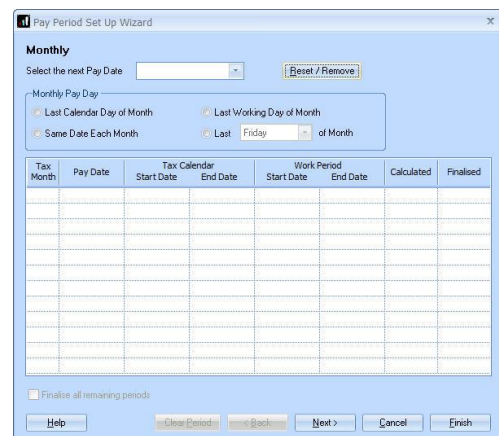 Pay Period Set Up Wizard
x
Monthly
Select the next Pay Date
Reset / Remove
Monthly Pay Day
Last Calendar Day of Month
Last Working Day of Month
Same Date Each Month
Last Friday of Month
Tax Month
Pay Date
Tax Calendar
Start Date End Date
Work Period
Start Date End Date
Calculated
Finalised
Finalise all remaining periods
Help
Clear Period
< Back
Next >
Cancel
Finish